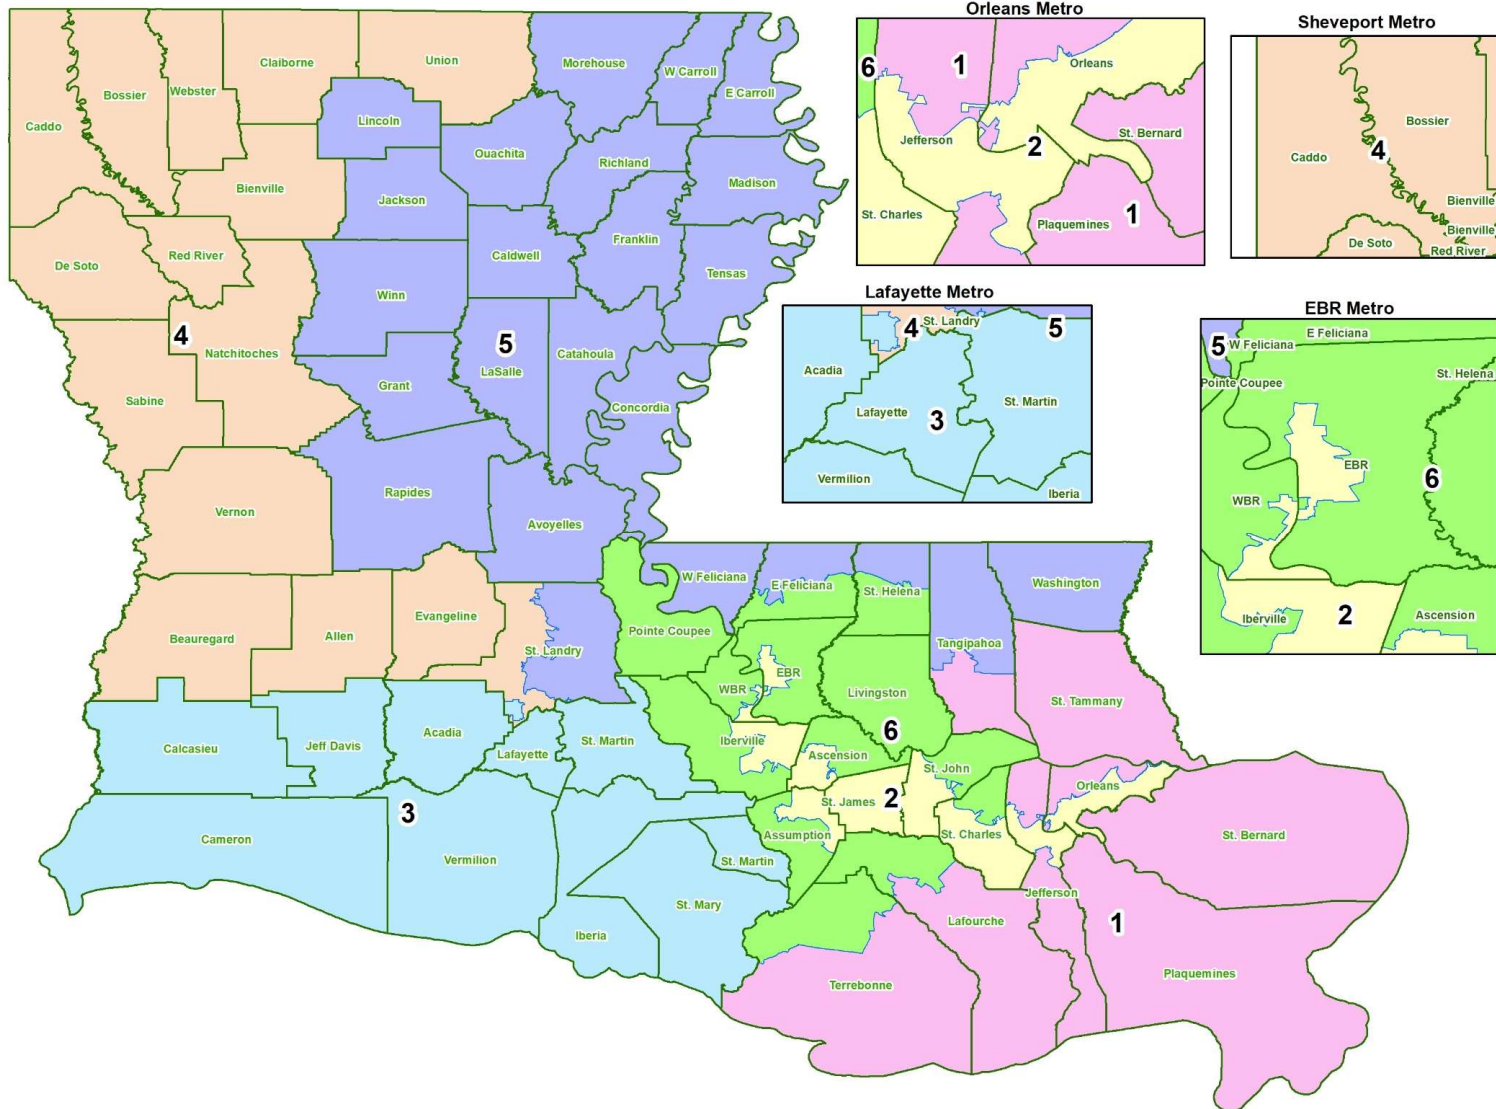 Orleans Metro
Sheveport Metro
Claiborne
Union
Morehouse
W Carroll
E Carroll
Bossier
Webster
Caddo
Lincoln
Ouachita
Richland
Madison
Bienville
Jackson
Franklin
Caldwell
Tensas
De Soto
Red River
Winn
4
Natchitoches
5
LaSalle
Catahoula
Grant
Concordia
Sabine
Rapides
Vernon
Avoyelles
W Feliciana
E Feliciana
St. Helena
Washington
Beauregard
Allen
Evangeline
Pointe Coupee
St. Landry
Tangipahoa
WBR
EBR
Livingston
St. Tammany
Calcasieu
Jeff Davis
Acadia
Lafayette
St. Martin
Iberville
6
Ascension
St. John
Orleans
3
St. James
2
Cameron
Vermilion
Assumption
St. Charles
St. Bernard
St. Martin
St. Mary
Jefferson
Iberia
Lafourche
1
Terrebonne
Plaquemines
6
1
Orleans
Jefferson
2
St. Bernard
St. Charles
Plaquemines
1
Bossier
Caddo
4
Bienville
Bienville
De Soto
Red River
Lafayette Metro
4
St. Landry
5
Acadia
Lafayette
3
St. Martin
Vermilion
Iberia
EBR Metro
5
W Feliciana
E Feliciana
Pointe Coupee
St. Helena
EBR
WBR
6
Iberville
2
Ascension